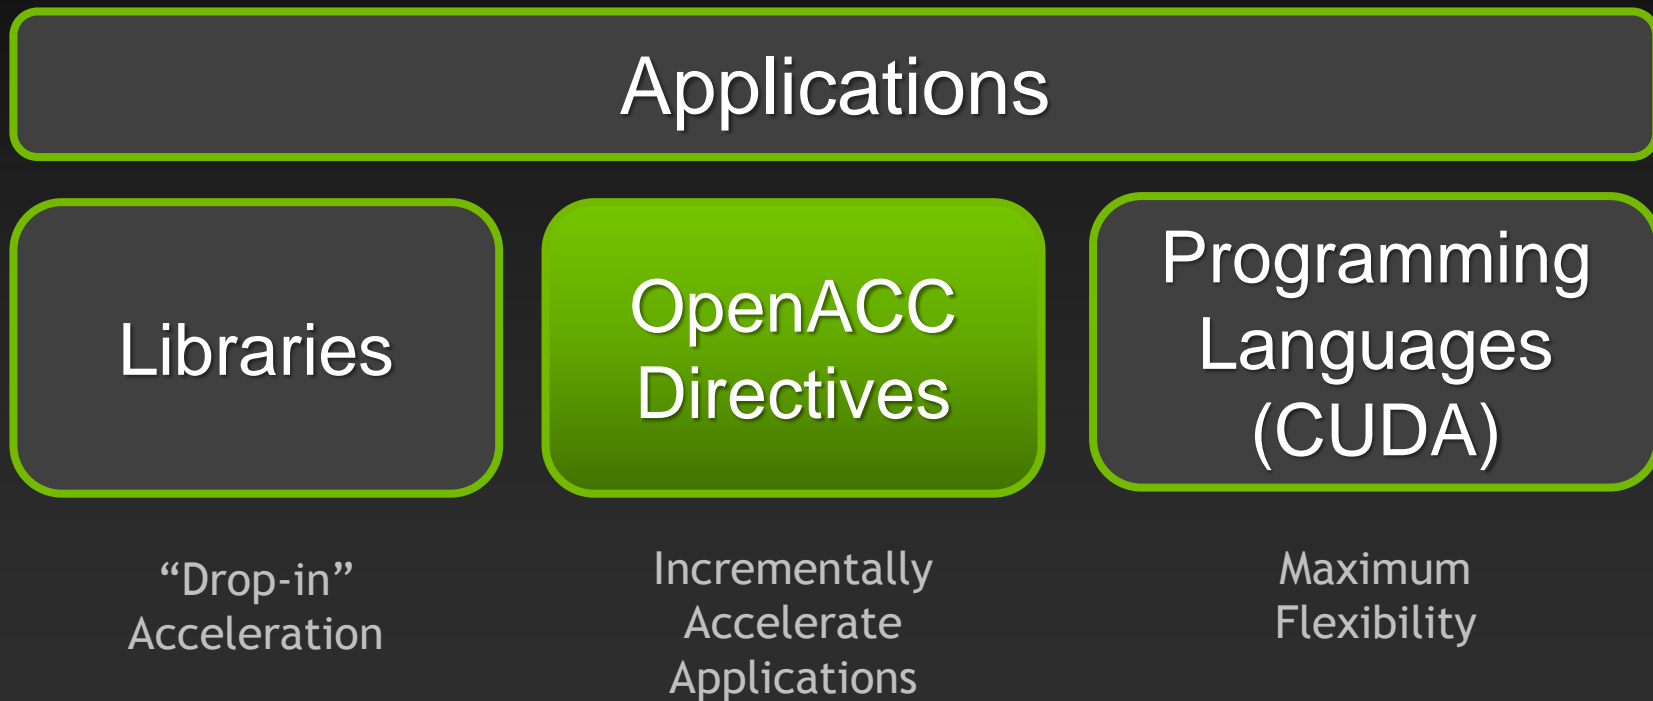 Applications
Libraries
OpenACC
Directives
Programming
Languages
(CUDA)
“Drop-in”
Acceleration
Incrementally
Accelerate
Applications
Maximum
Flexibility